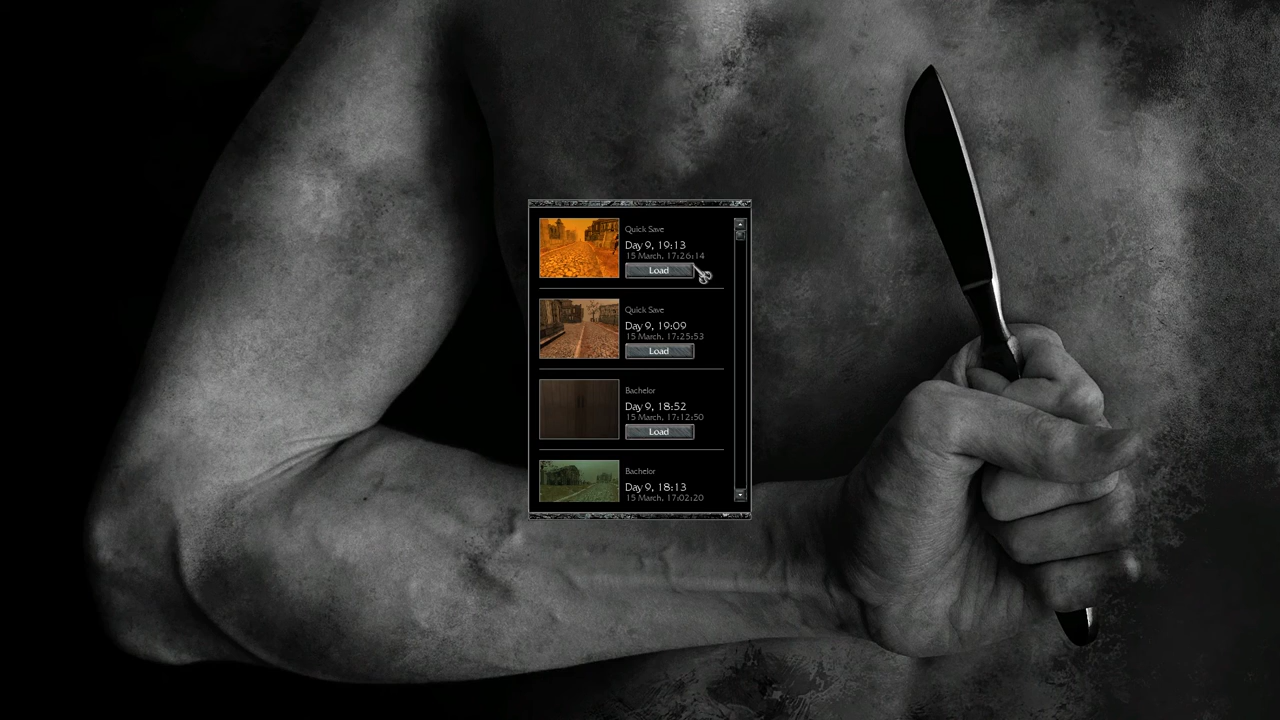 Quick Save
Day 9, 19:13
15 March, 17:26:14
Load
Quick Save
Day 9, 19:09
15 March, 17:25:53
Load
Bachelor
Day 9, 18:52
15 March, 17:12:50
Load
Bachelor
Day 9, 18:13
15 March, 17:02:20